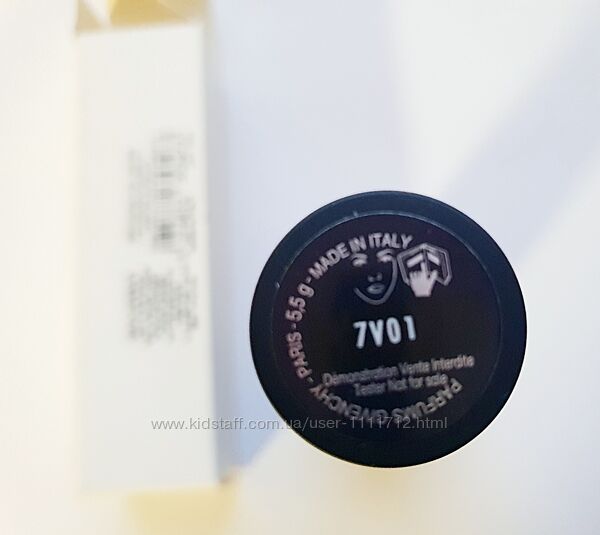 PARFUMS GIVENCHY - PARIS - 5,5 g - MADE IN ITALY
7V01
Démonstration Vente Interdite
Tester Not for sale
www.kidstaff.com.ua/user-1111712.html